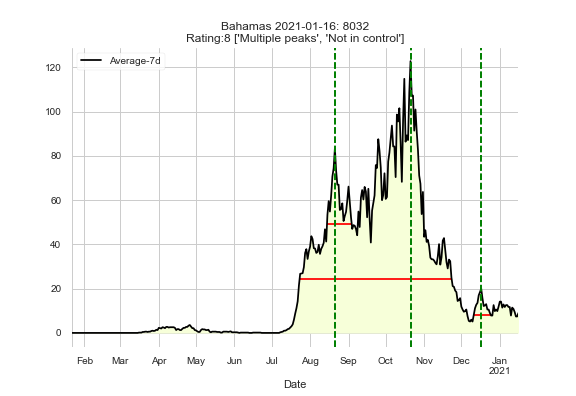 Bahamas 2021-01-16: 8032
Rating:8 ['Multiple peaks', 'Not in control']
Average-7d
120
100
80
60
40
20
0
Feb Mar Apr May Jun Jul Aug Sep Oct Nov Dec Jan
2021
Date